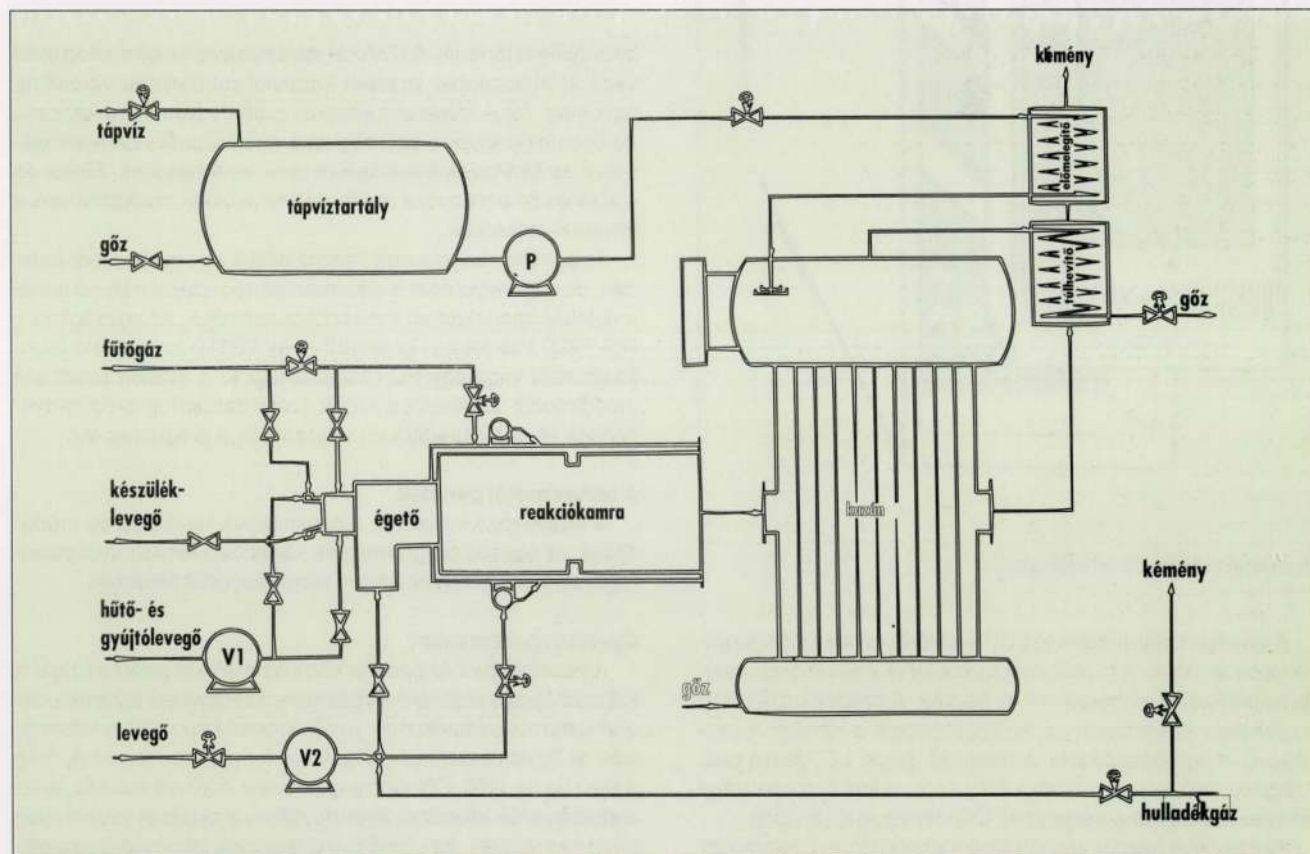 kémény
tápvíz
előmelegítő
tápvíztartály
gőz
P
túlhevítő
gőz
fűtőgáz
készülék-
levegő
égető
reakciókamra
kazán
kémény
hűtő- és
gyújtólevegő
V1
gőz
levegő
V2
hulladékgáz